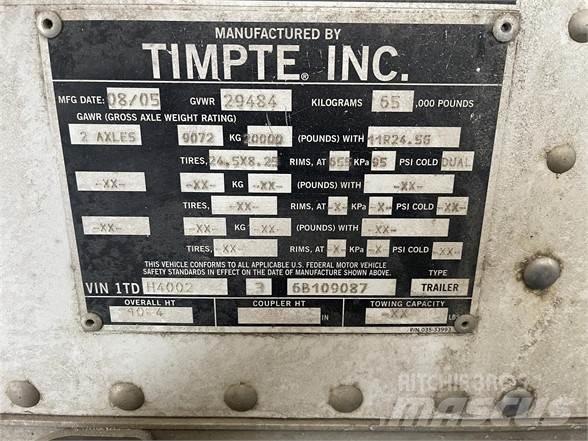 MANUFACTURED BY
TIMPTE® INC.
MFG DATE: 08/05 GVWR 29484 KILOGRAMS 65 ,000 POUNDS
GAWR (GROSS AXLE WEIGHT RATING)
2 AXLES 9072 KG 20000 (POUNDS) WITH 11R24.5G
TIRES, 24.5X8.25 RIMS, AT 655 KPa 95 PSI COLD DUAL
-XX- -XX- KG -XX- (POUNDS) WITH -XX-
TIRES, -XX- RIMS, AT -X- KPa -X- PSI COLD -XX-
-XX- -XX- KG -XX- (POUNDS) WITH -XX-
TIRES, -XX- RIMS, AT -X- KPa -X- PSI COLD -XX-
THIS VEHICLE CONFORMS TO ALL APPLICABLE U.S. FEDERAL MOTOR VEHICLE
SAFETY STANDARDS IN EFFECT ON THE DATE OF MANUFACTURE SHOWN ABOVE. TYPE
VIN 1TD H4002 3 6B109087 TRAILER
OVERALL HT COUPLER HT TOWING CAPACITY
IN -XX- LBS
P/N 035-33993
RITCHIE BROS
MASCUS